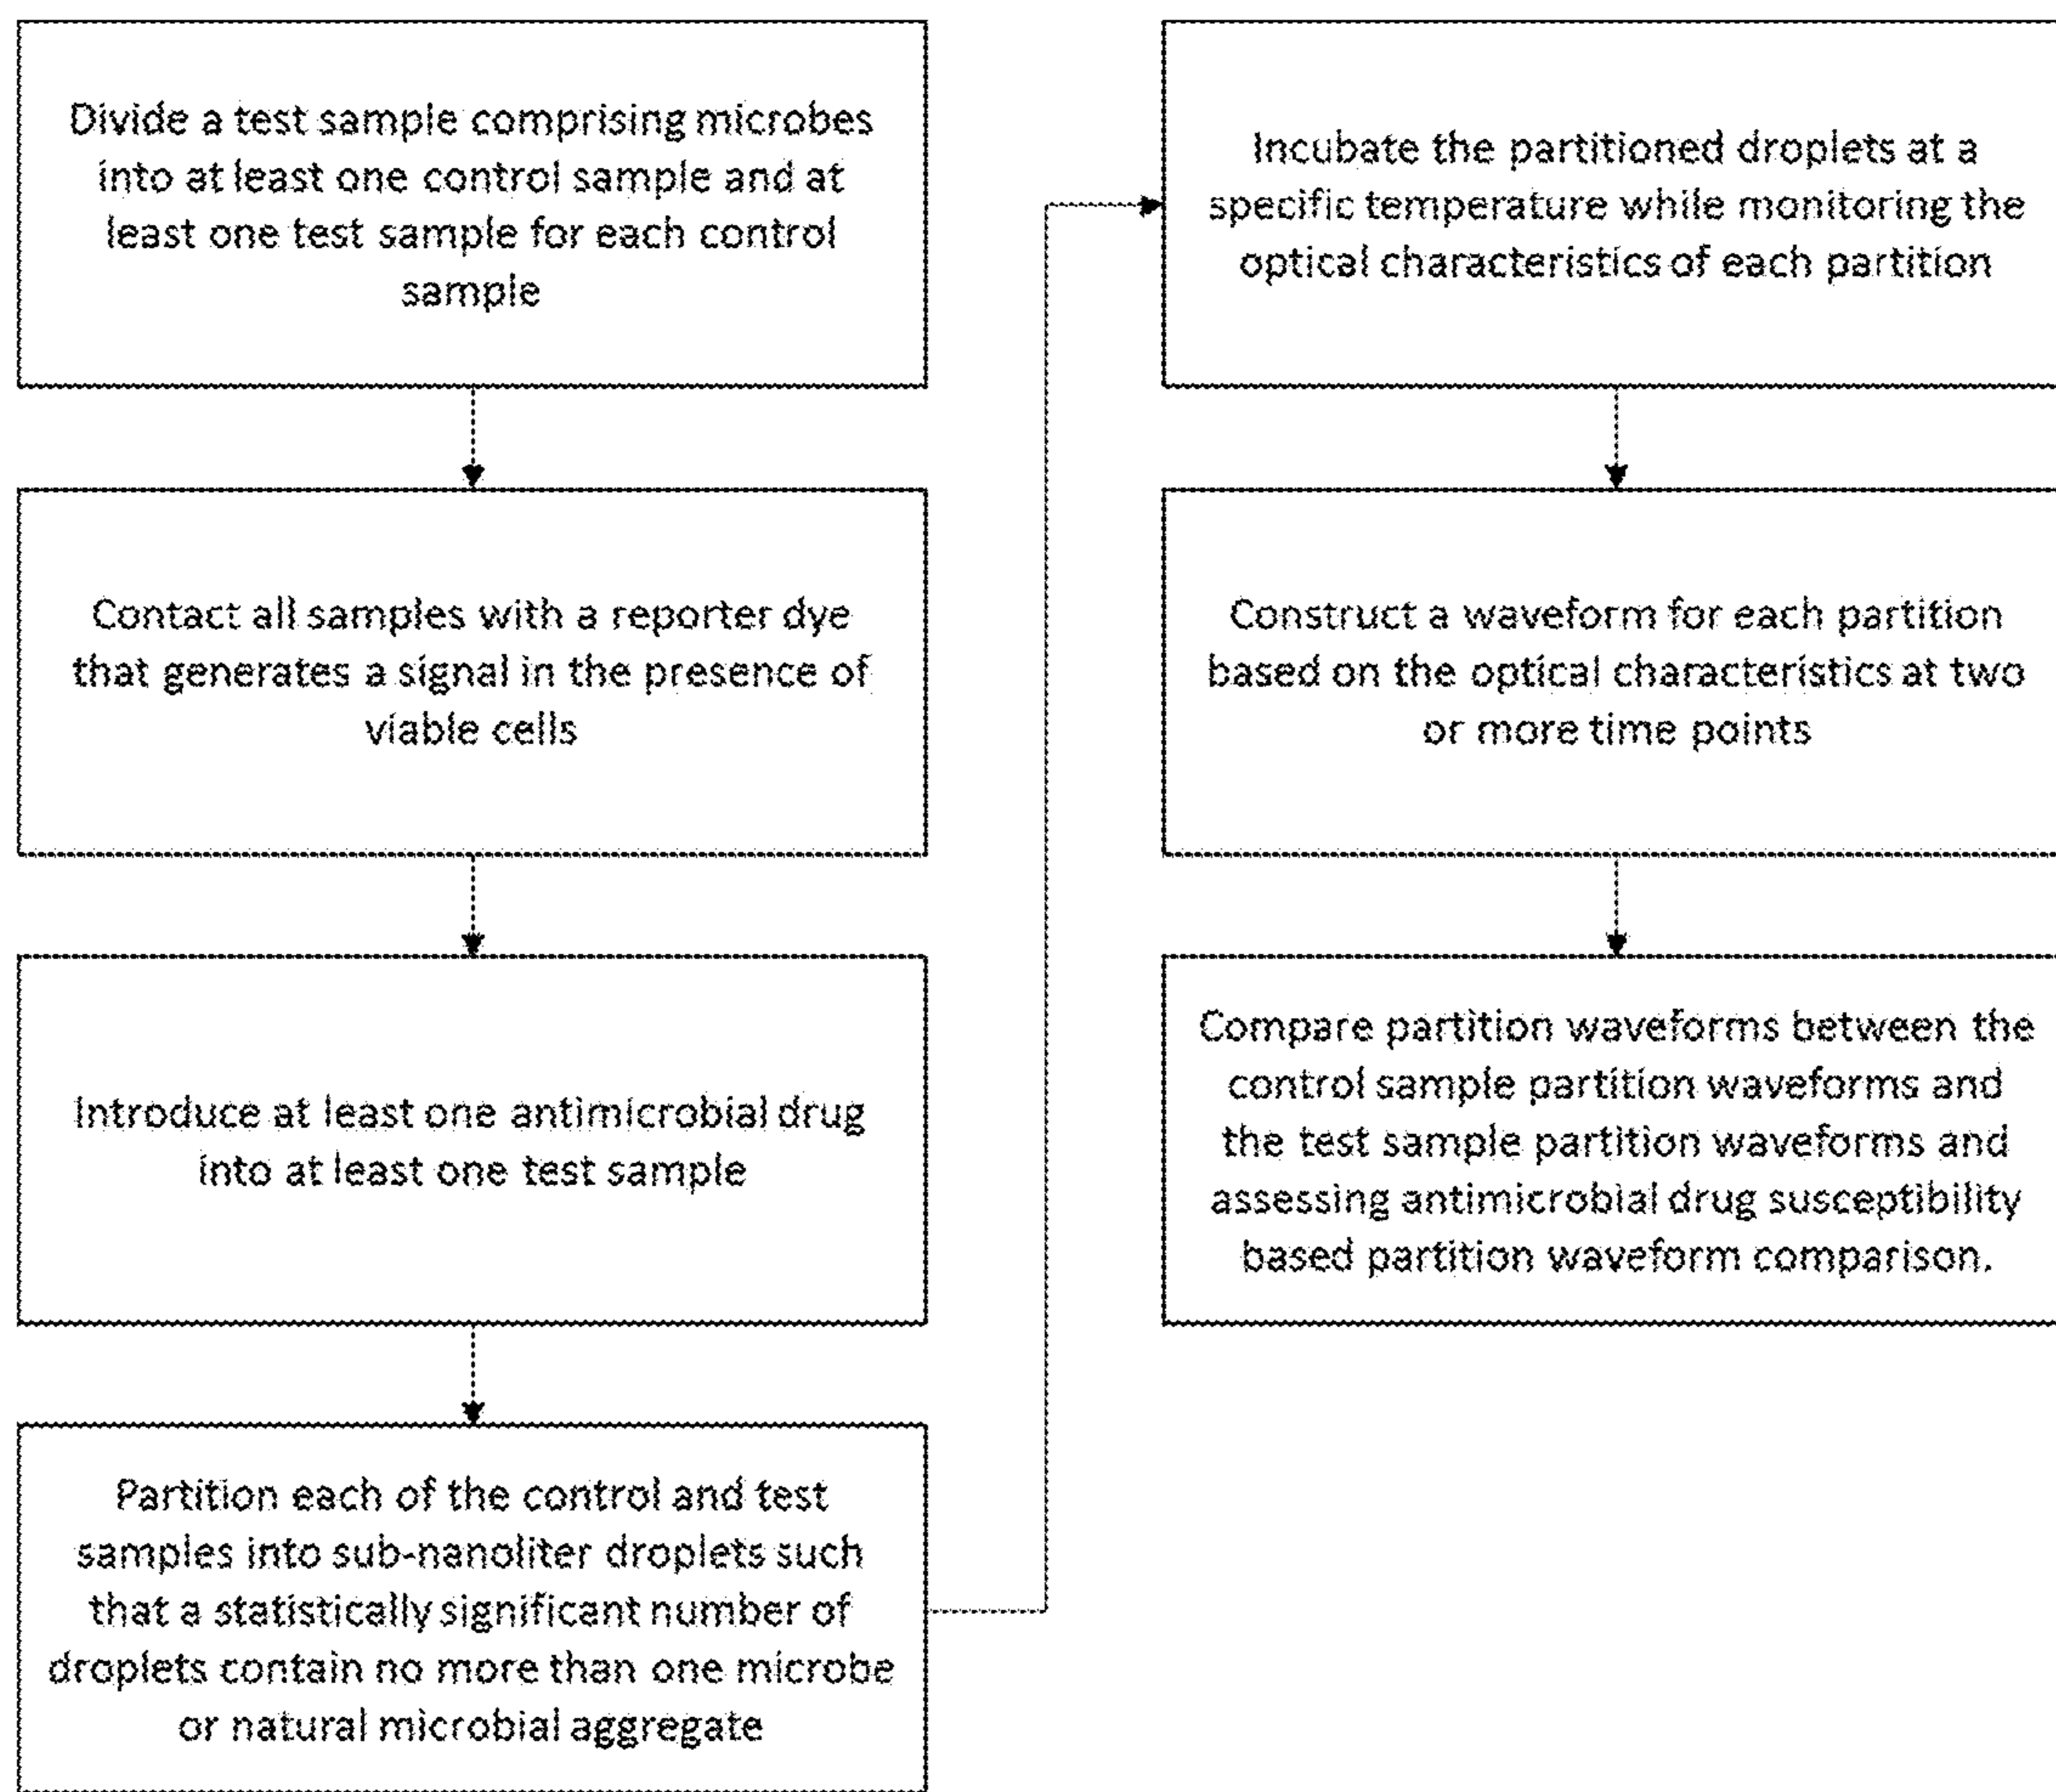 Divide a test sample comprising microbes
into at least one control sample and at
least one test sample for each control
sample
Contact all samples with a reporter dye
that generates a signal in the presence of
viable cells
Introduce at least one antimicrobial drug
into at least one test sample
Partition each of the control and test
samples into sub-nanoliter droplets such
that a statistically significant number of
droplets contain no more than one microbe
or natural microbial aggregate
Incubate the partitioned droplets at a
specific temperature while monitoring the
optical characteristics of each partition
Construct a waveform for each partition
based on the optical characteristics at two
or more time points
Compare partition waveforms between the
control sample partition waveforms and
the test sample partition waveforms and
assessing antimicrobial drug susceptibility
based partition waveform comparison.